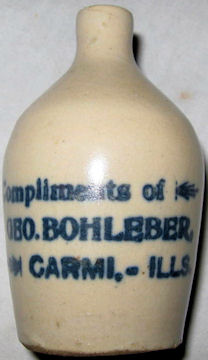 Compliments of
GEO. BOHLEBER,
CARMI,- ILLS.